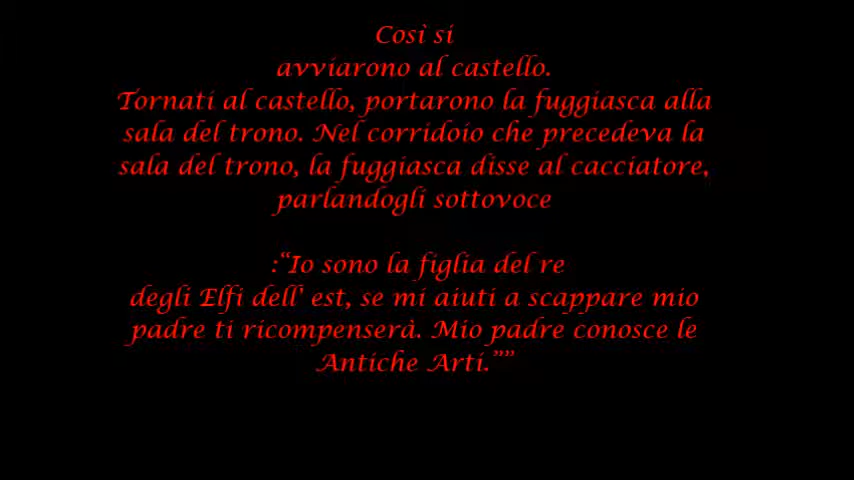 Così si
avviarono al castello.
Tornati al castello, portarono la fuggiasca alla
sala del trono. Nel corridoio che precedeva la
sala del trono, la fuggiasca disse al cacciatore,
parlandogli sottovoce
:“Io sono la figlia del re
degli Elfi dell' est, se mi aiuti a scappare mio
padre ti ricompenserà. Mio padre conosce le
Antiche Arti.””